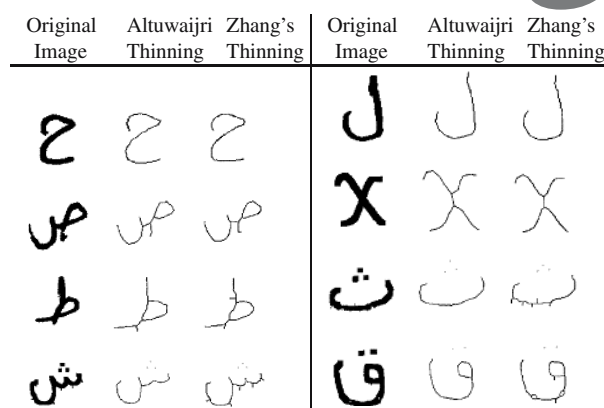 Original Altuwaijri Zhang's Original Altuwaijri Zhang's
Image Thinning Thinning Image Thinning Thinning
ل ل ل
ح ح ح
X X X
ص ص ص
ث ث ث
ط ط ط
ش ش ش
ق ق ق